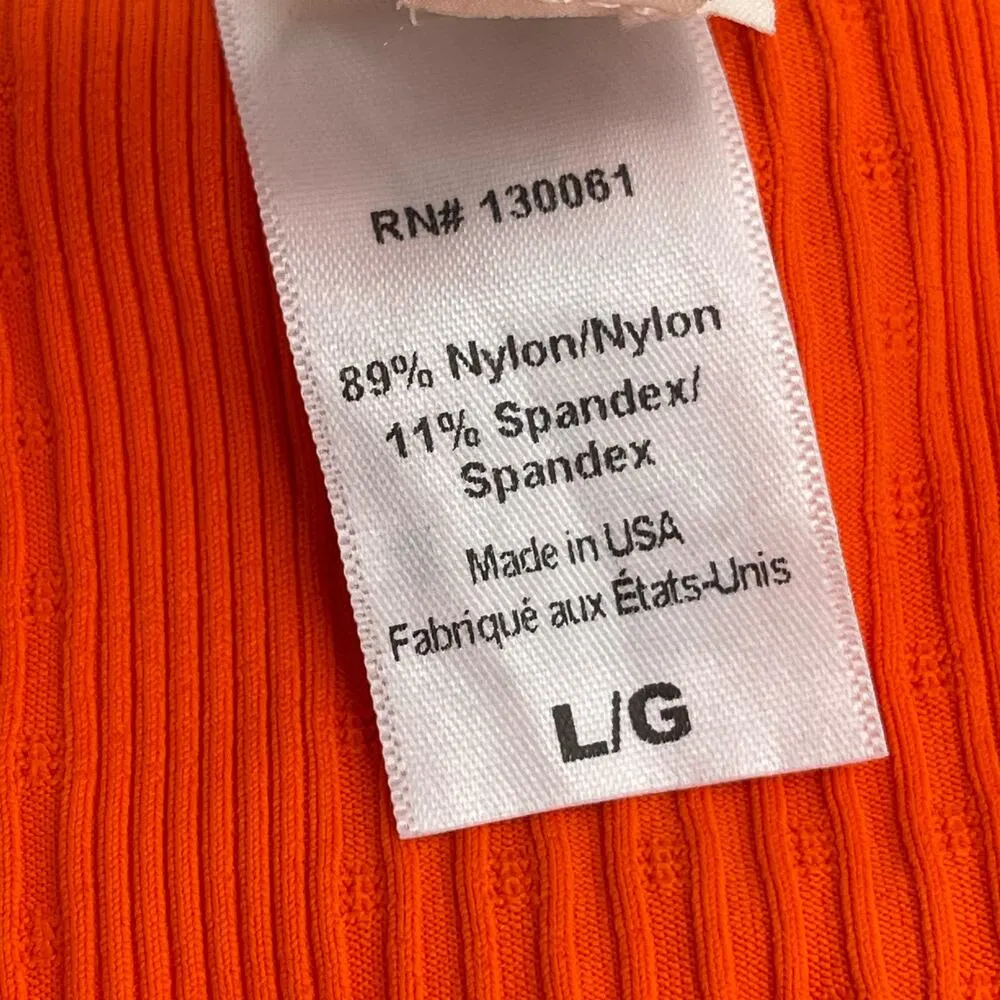 RN# 130061
89% Nylon/Nylon
11% Spandex/
Spandex
Made in USA
Fabriqué aux États-Unis
L/G